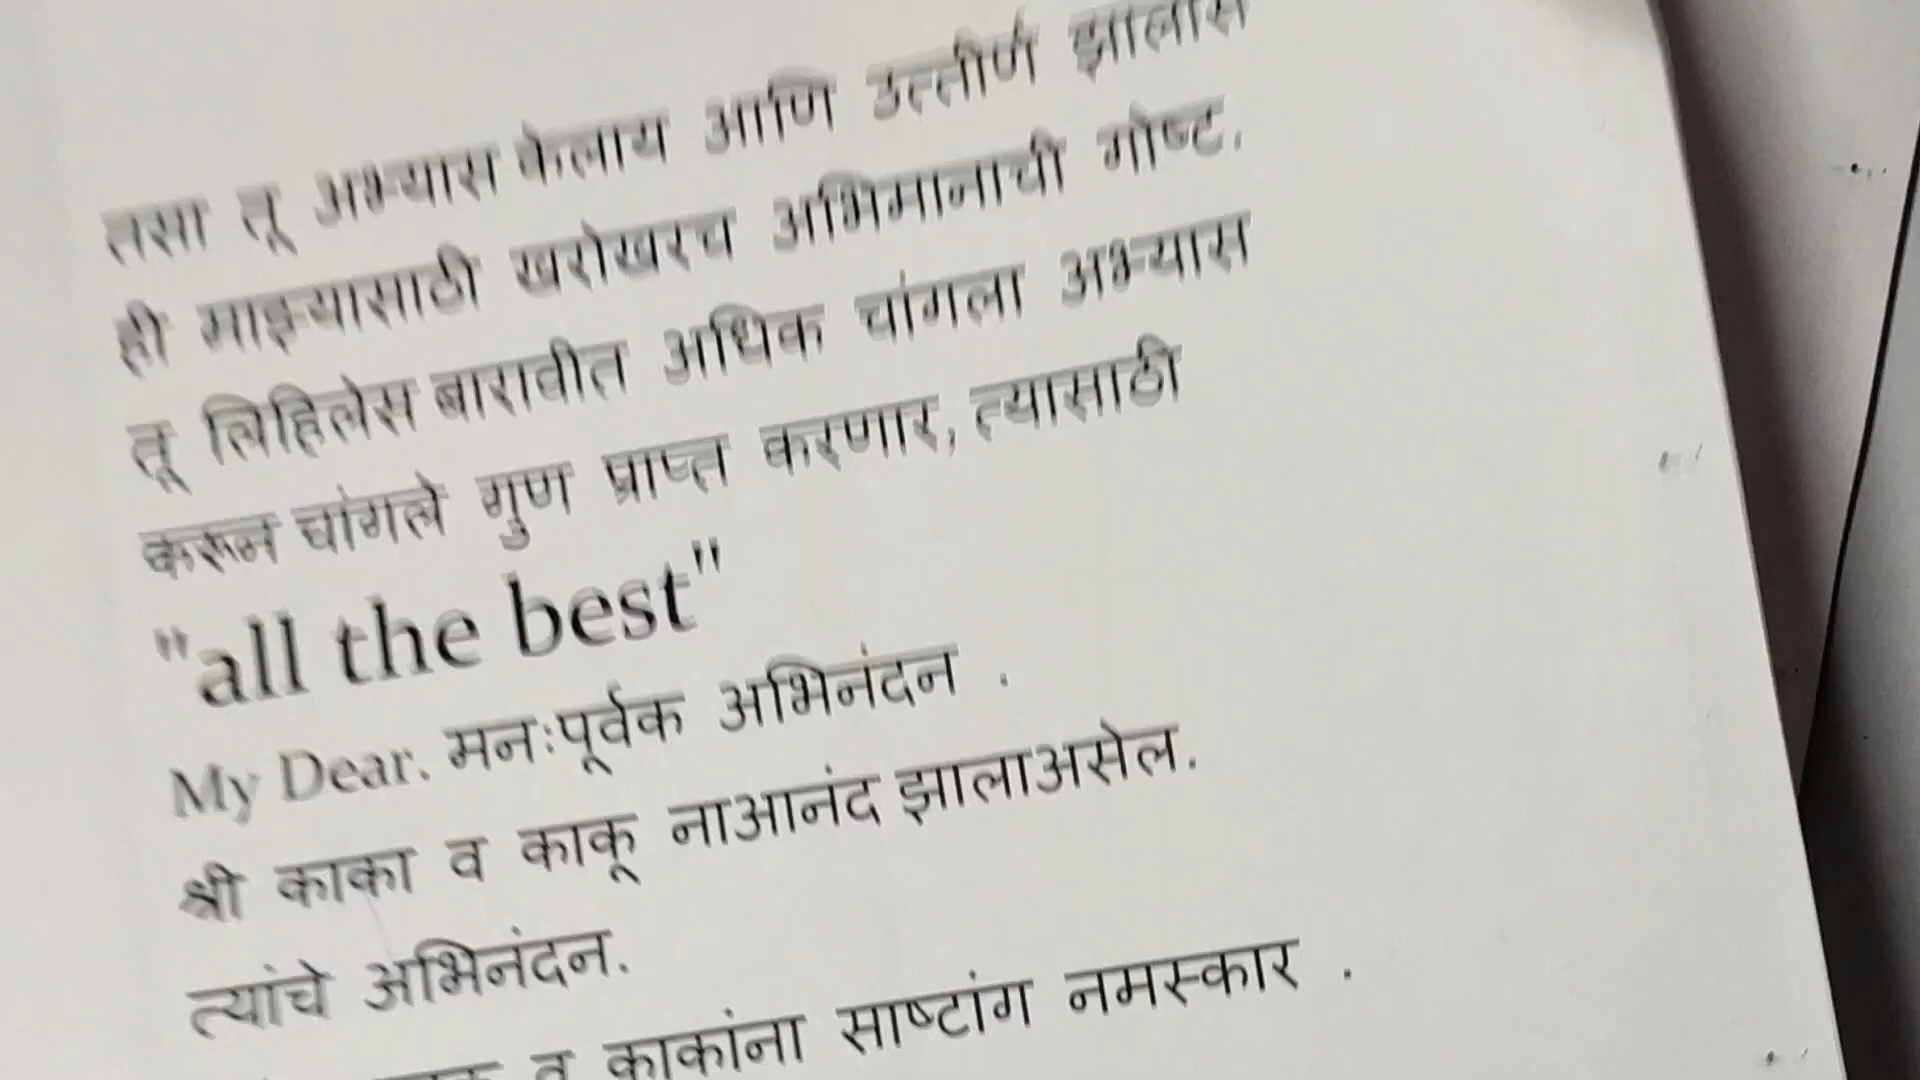 तसा तू अभ्यास केलाय आणि उत्तीर्ण झालास
ही माझ्यासाठी खरोखरच अभिमानाची गोष्ट.
तू लिहिलेस बारावीत अधिक चांगला अभ्यास
करून चांगले गुण प्राप्त करणार, त्यासाठी
"all the best"
My Dear. मनःपूर्वक अभिनंदन .
श्री काका व काकू नाआनंद झालाअसेल.
त्यांचे अभिनंदन.
व काकांना साष्टांग नमस्कार .